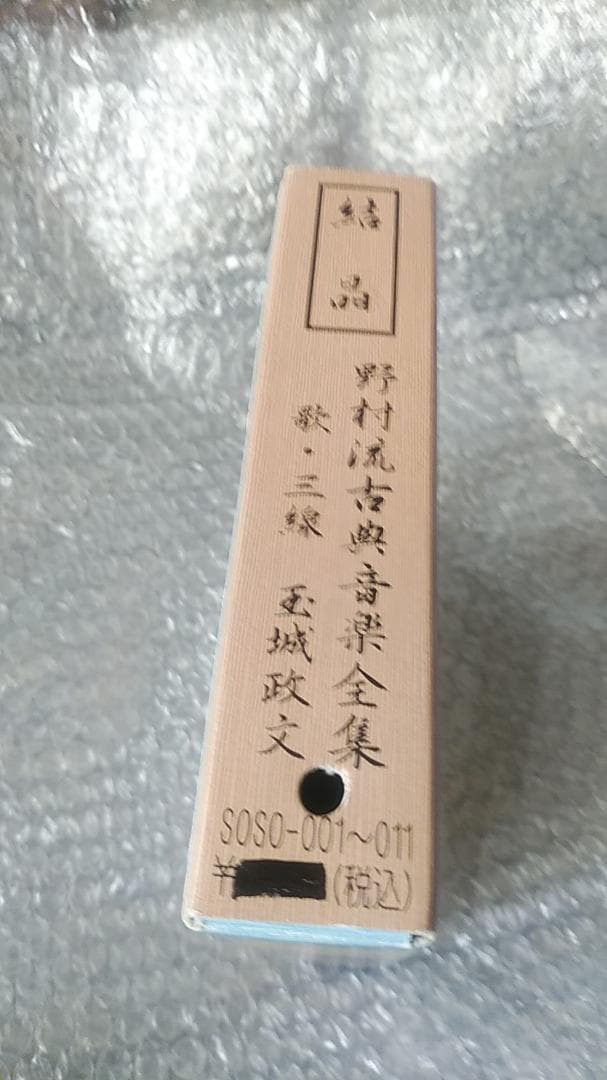 結晶
野村流古典音楽全集
歌・三線 玉城政文
SOSO-001〜011
¥ (税込)